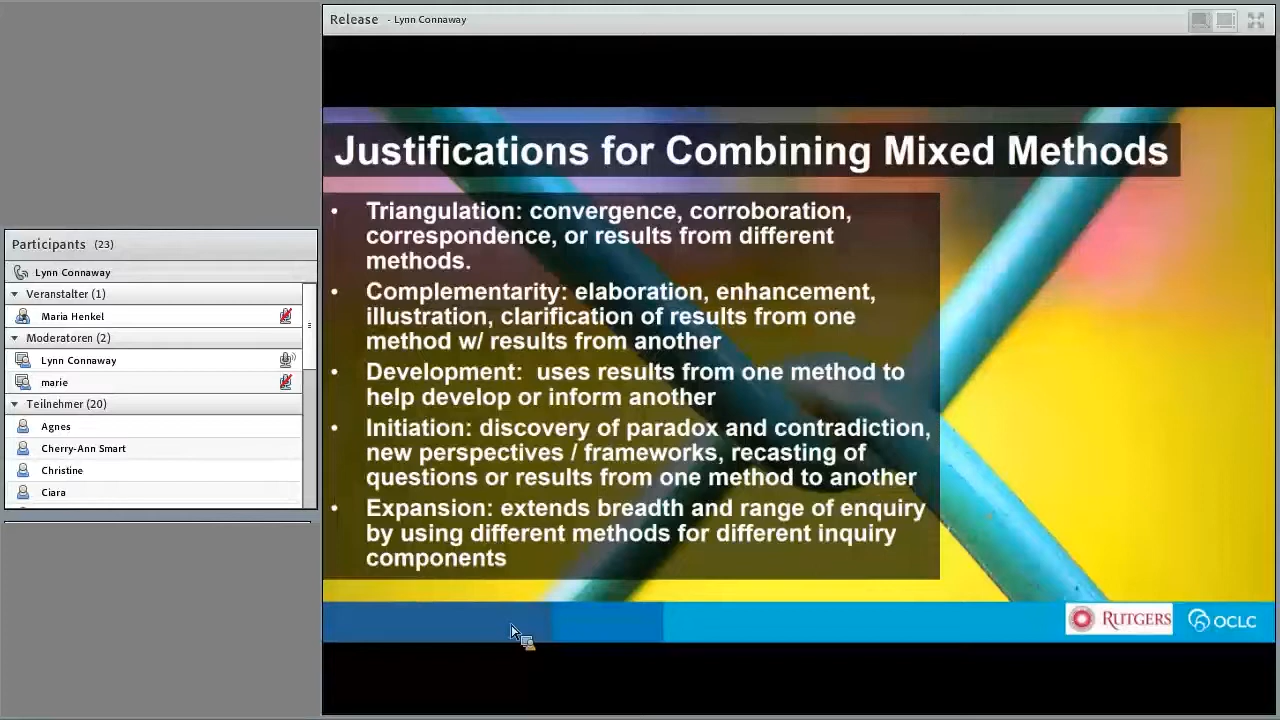 Release - Lynn Connaway
Participants (23)
Lynn Connaway
Veranstalter (1)
Maria Henkel
Moderatoren (2)
Lynn Connaway
marie
Teilnehmer (20)
Agnes
Cherry-Ann Smart
Christine
Ciara
Justifications for Combining Mixed Methods
• Triangulation: convergence, corroboration,
correspondence, or results from different
methods.
• Complementarity: elaboration, enhancement,
illustration, clarification of results from one
method w/ results from another
• Development: uses results from one method to
help develop or inform another
• Initiation: discovery of paradox and contradiction,
new perspectives / frameworks, recasting of
questions or results from one method to another
• Expansion: extends breadth and range of enquiry
by using different methods for different inquiry
components
RUTGERS
OCLC